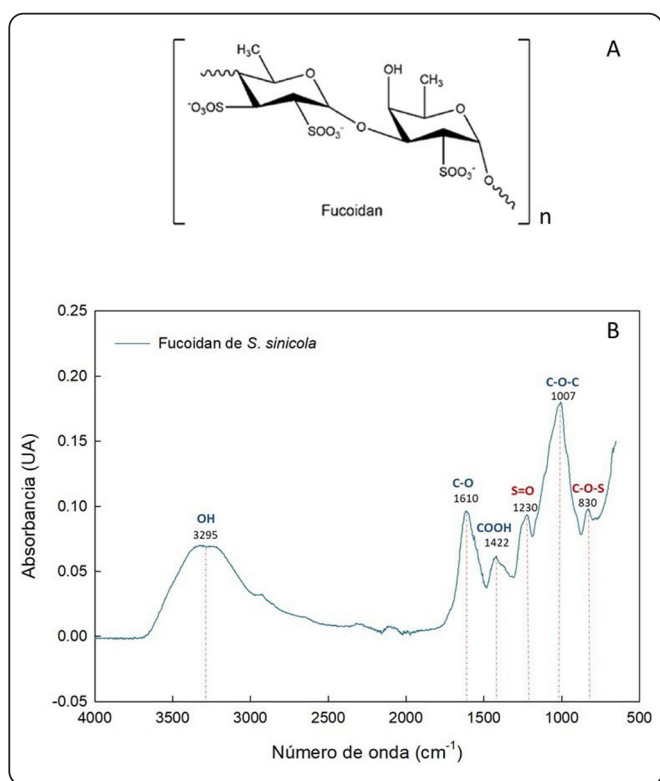 A
H₃C
O
OH
CH₃
O
⁻O₃OS
SOO₃⁻
O
SOO₃⁻
O
Fucoidan
n
B
Fucoidan de S. sinicola
0.25
0.20
0.15
0.10
0.05
0.00
-0.05
Absorbancia (UA)
OH
3295
C-O
1610
COOH
1422
S=O
1230
C-O-C
1007
C-O-S
830
4000 3500 3000 2500 2000 1500 1000 500
Número de onda (cm⁻¹)